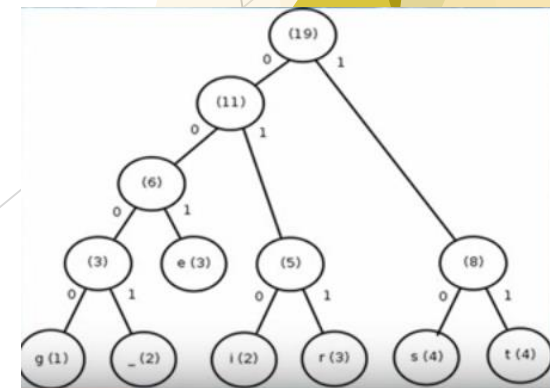 (19)
0 1
(11)
0 1
(6)
0 1
(3) e (3) (5) (8)
0 1 0 1 0 1
g (1) _ (2) i (2) r (3) s (4) t (4)